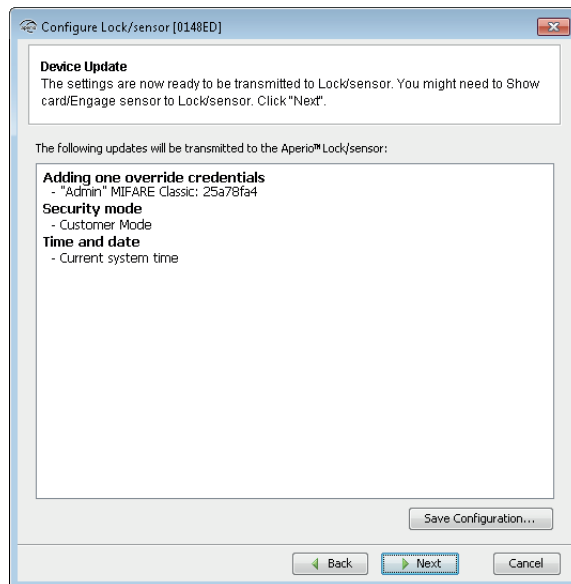 Configure Lock/sensor [0148ED]
Device Update
The settings are now ready to be transmitted to Lock/sensor. You might need to Show
card/Engage sensor to Lock/sensor. Click "Next".
The following updates will be transmitted to the Aperio™ Lock/sensor:
Adding one override credentials
- "Admin" MIFARE Classic: 25a78fa4
Security mode
- Customer Mode
Time and date
- Current system time
Save Configuration...
Back
Next
Cancel